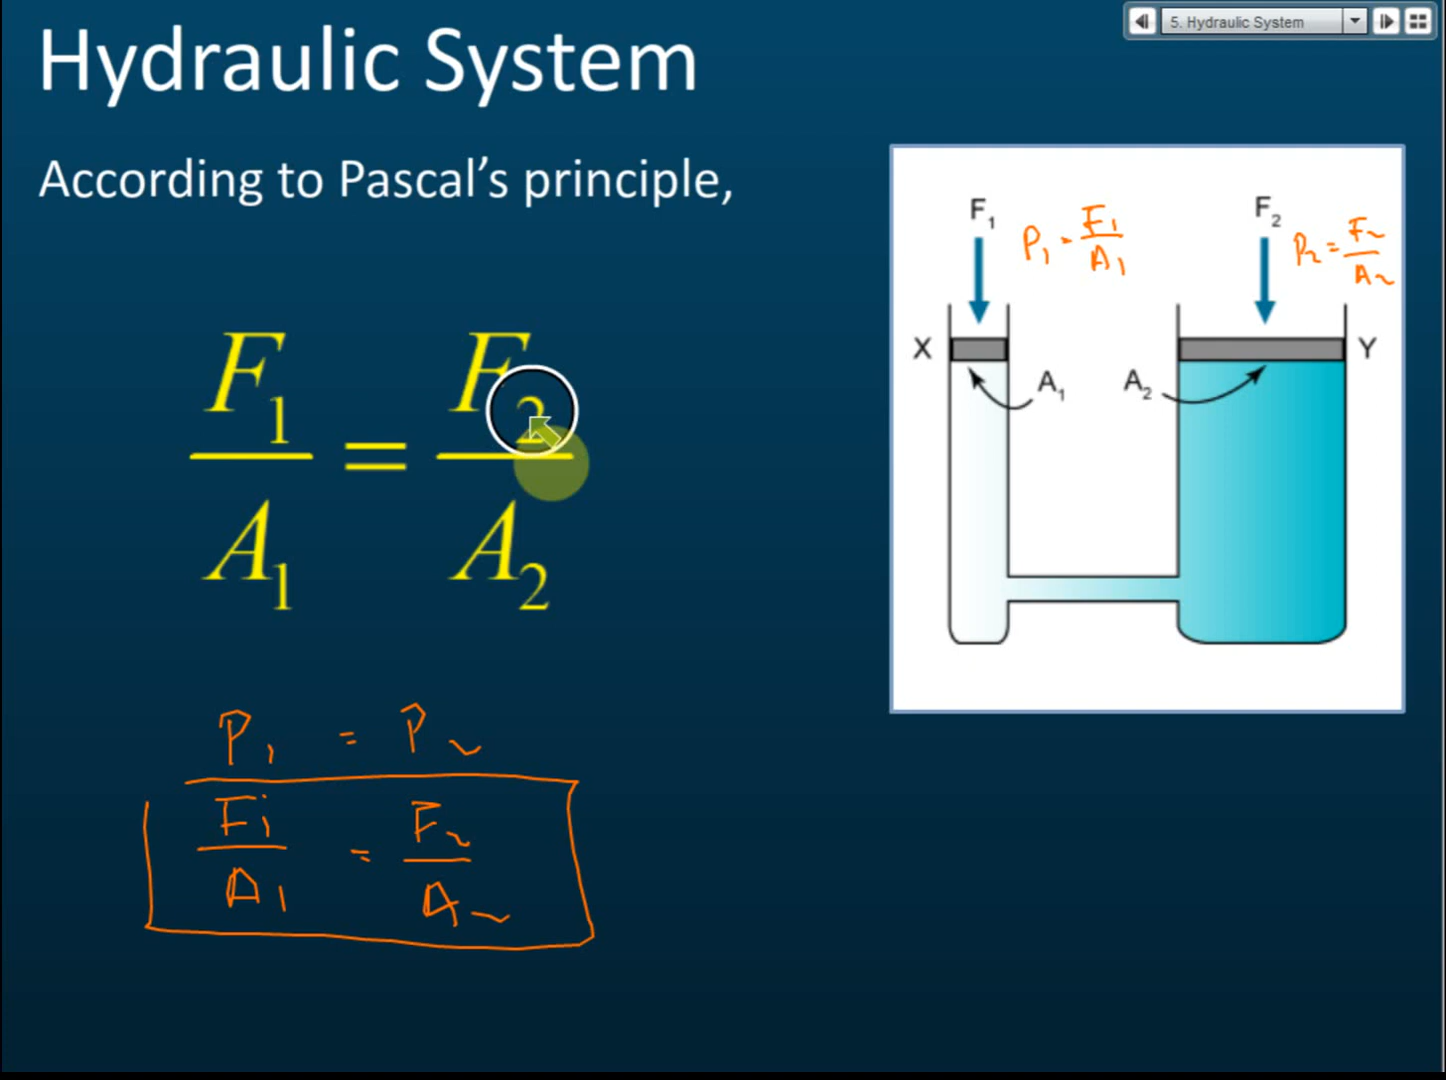 Hydraulic System
5. Hydraulic System
According to Pascal's principle,
F₁/A₁ = F₂/A₂
P₁ = P₂
F₁/A₁ = F₂/A₂
F₁
P₁ = F₁/A₁
F₂
P₂ = F₂/A₂
X
A₁
A₂
Y